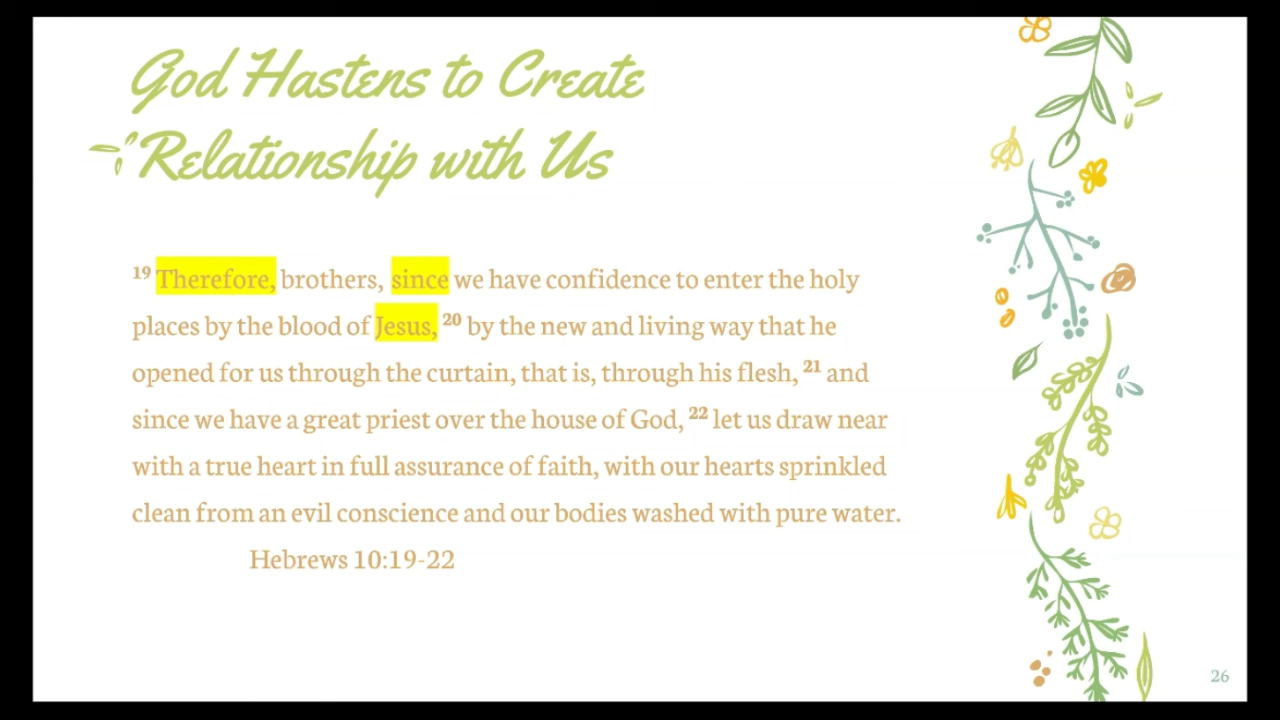 God Hastens to Create
Relationship with Us
19 Therefore, brothers, since we have confidence to enter the holy
places by the blood of Jesus, 20 by the new and living way that he
opened for us through the curtain, that is, through his flesh, 21 and
since we have a great priest over the house of God, 22 let us draw near
with a true heart in full assurance of faith, with our hearts sprinkled
clean from an evil conscience and our bodies washed with pure water.
Hebrews 10:19-22
26